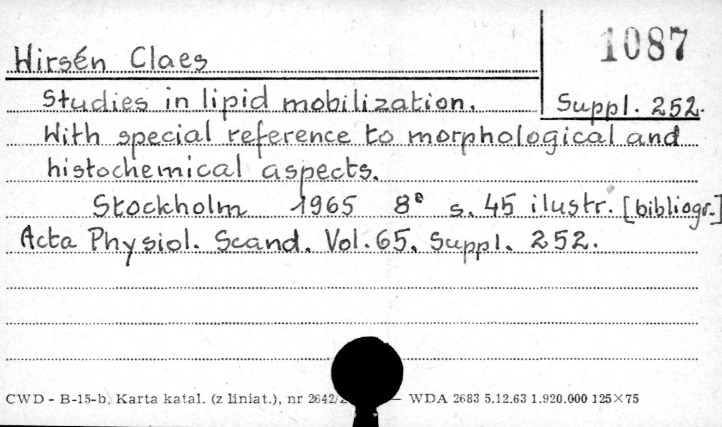 Hirsén Claes
1087
Studies in lipid mobilization.
Suppl. 252.
With special reference to morphological and
histochemical aspects.
Stockholm 1965 8° s. 45 ilustr. [bibliogr.]
Acta Physiol. Scand. Vol. 65. Suppl. 252.
CWD - B-15-b, Karta katal. (z liniat.), nr 2642/ — WDA 2683 5.12.63 1.920.000 125×75